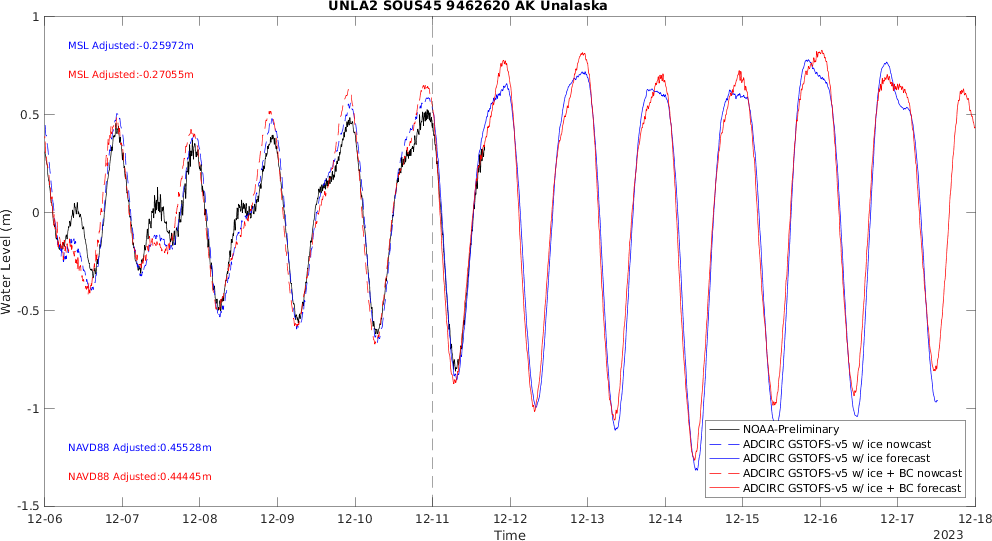 UNLA2 SOUS45 9462620 AK Unalaska
MSL Adjusted:-0.25972m
MSL Adjusted:-0.27055m
Water Level (m)
1
0.5
0
-0.5
-1
-1.5
NAVD88 Adjusted:0.45528m
NAVD88 Adjusted:0.44445m
NOAA-Preliminary
ADCIRC GSTOFS-v5 w/ ice nowcast
ADCIRC GSTOFS-v5 w/ ice forecast
ADCIRC GSTOFS-v5 w/ ice + BC nowcast
ADCIRC GSTOFS-v5 w/ ice + BC forecast
12-06 12-07 12-08 12-09 12-10 12-11 12-12 12-13 12-14 12-15 12-16 12-17 12-18
Time
2023